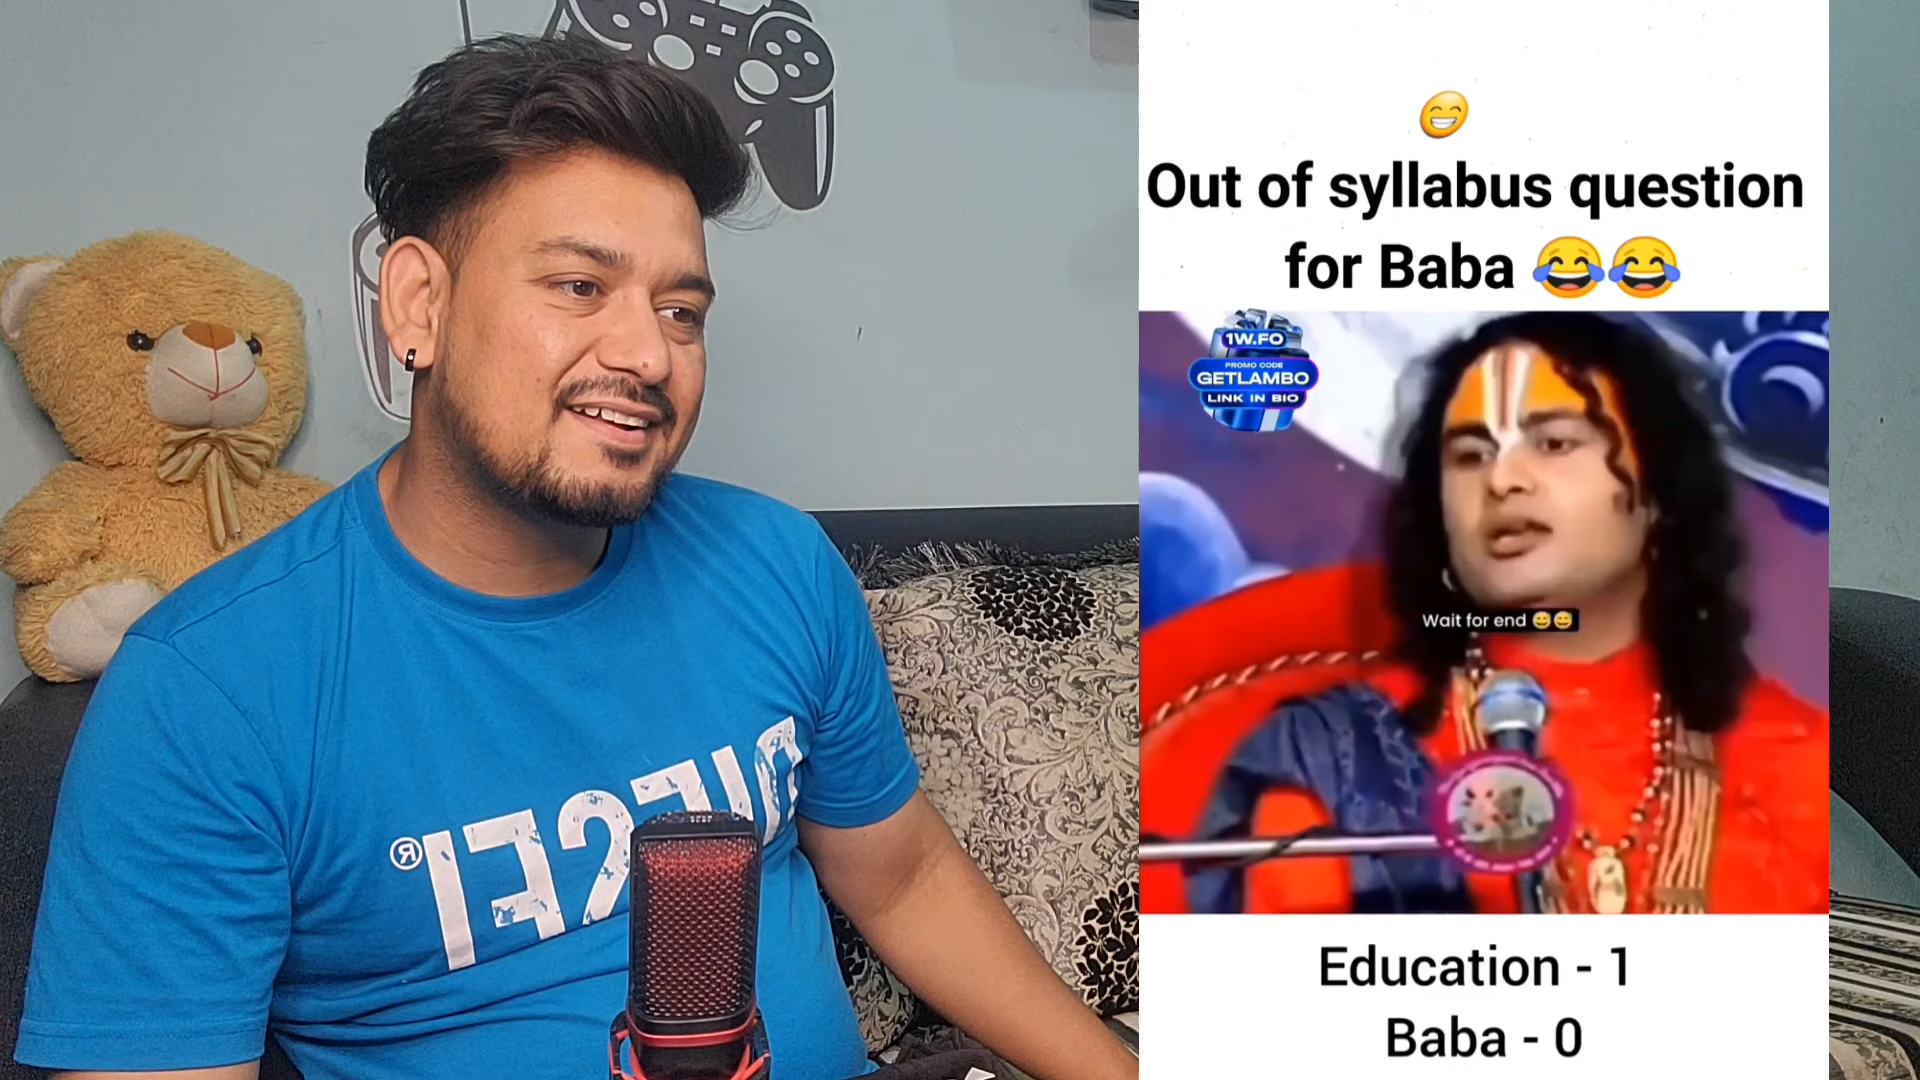 Out of syllabus question
for Baba 😂😂
1W.FO
PROMO CODE
GETLAMBO
LINK IN BIO
Wait for end 😅😅
Education - 1
Baba - 0